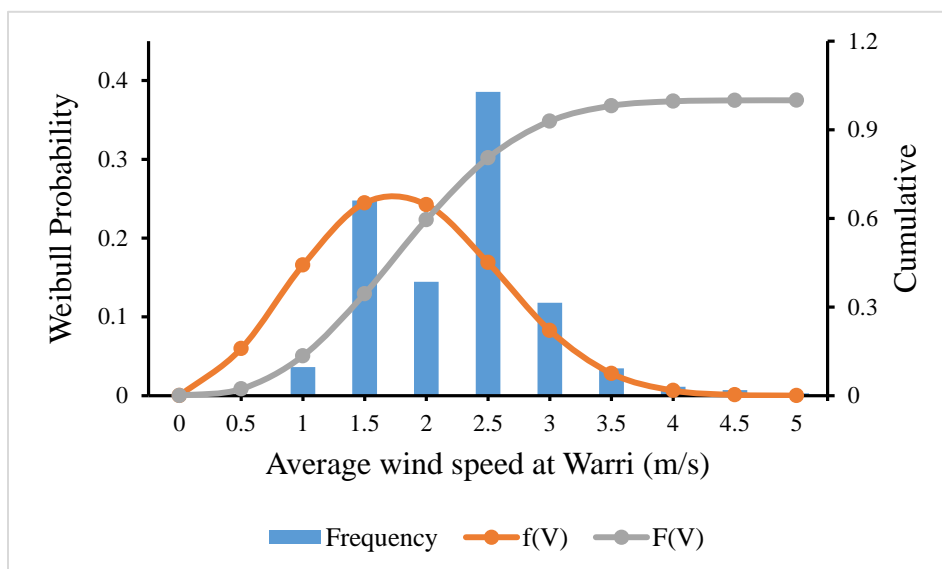 Weibull Probability
0.4
0.3
0.2
0.1
0
1.2
0.9
0.6
0.3
0
Cumulative
0 0.5 1 1.5 2 2.5 3 3.5 4 4.5 5
Average wind speed at Warri (m/s)
Frequency f(V) F(V)